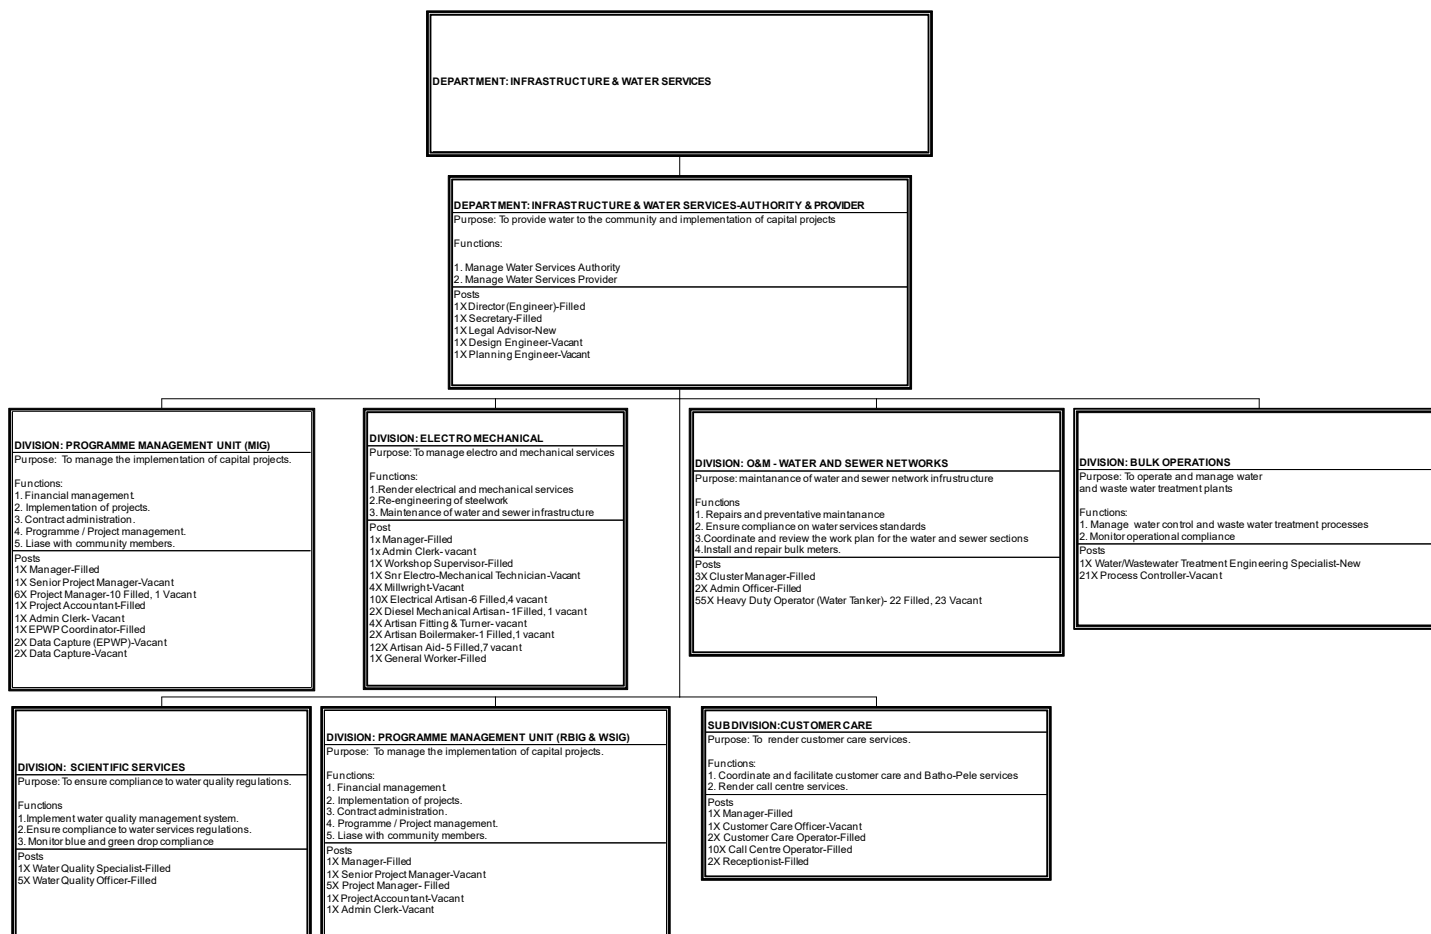 DEPARTMENT: INFRASTRUCTURE & WATER SERVICES
DEPARTMENT: INFRASTRUCTURE & WATER SERVICES-AUTHORITY & PROVIDER
Purpose: To provide water to the community and implementation of capital projects
Functions:
1. Manage Water Services Authority
2. Manage Water Services Provider
Posts
1X Director (Engineer)-Filled
1X Secretary-Filled
1X Legal Advisor-New
1X Design Engineer-Vacant
1X Planning Engineer-Vacant
DIVISION: PROGRAMME MANAGEMENT UNIT (MIG)
Purpose: To manage the implementation of capital projects.
Functions:
1. Financial management.
2. Implementation of projects.
3. Contract administration.
4. Programme / Project management.
5. Liase with community members.
Posts
1X Manager-Filled
1X Senior Project Manager-Vacant
6X Project Manager-10 Filled, 1 Vacant
1X Project Accountant-Filled
1X Admin Clerk- Vacant
1X EPWP Coordinator-Filled
2X Data Capture (EPWP)-Vacant
2X Data Capture-Vacant
DIVISION: ELECTRO MECHANICAL
Purpose: To manage electro and mechanical services
Functions:
1.Render electrical and mechanical services
2.Re-engineering of steelwork
3. Maintenance of water and sewer infrastructure
Post
1x Manager-Filled
1x Admin Clerk- vacant
1X Workshop Supervisor-Filled
1X Snr Electro-Mechanical Technician-Vacant
4X Millwright-Vacant
10X Electrical Artisan-6 Filled,4 vacant
2X Diesel Mechanical Artisan- 1Filled, 1 vacant
4X Artisan Fitting & Turner- vacant
2X Artisan Boilermaker-1 Filled,1 vacant
12X Artisan Aid- 5 Filled,7 vacant
1X General Worker-Filled
DIVISION: O&M - WATER AND SEWER NETWORKS
Purpose: maintanance of water and sewer network infrustructure
Functions
1. Repairs and preventative maintanance
2. Ensure compliance on water services standards
3.Coordinate and review the work plan for the water and sewer sections
4.Install and repair bulk meters.
Posts
3X Cluster Manager-Filled
2X Admin Officer-Filled
55X Heavy Duty Operator (Water Tanker)- 22 Filled, 23 Vacant
DIVISION: BULK OPERATIONS
Purpose: To operate and manage water
and waste water treatment plants
Functions:
1. Manage water control and waste water treatment processes
2. Monitor operational compliance
Posts
1X Water/Wastewater Treatment Engineering Specialist-New
21X Process Controller-Vacant
DIVISION: SCIENTIFIC SERVICES
Purpose: To ensure compliance to water quality regulations.
Functions
1.Implement water quality management system.
2.Ensure compliance to water services regulations.
3. Monitor blue and green drop compliance
Posts
1X Water Quality Specialist-Filled
5X Water Quality Officer-Filled
DIVISION: PROGRAMME MANAGEMENT UNIT (RBIG & WSIG)
Purpose: To manage the implementation of capital projects.
Functions:
1. Financial management.
2. Implementation of projects.
3. Contract administration.
4. Programme / Project management.
5. Liase with community members.
Posts
1X Manager-Filled
1X Senior Project Manager-Vacant
5X Project Manager- Filled
1X Project Accountant-Vacant
1X Admin Clerk-Vacant
SUB DIVISION:CUSTOMER CARE
Purpose: To render customer care services.
Functions:
1. Coordinate and facilitate customer care and Batho-Pele services
2. Render call centre services.
Posts
1X Manager-Filled
1X Customer Care Officer-Vacant
2X Customer Care Operator-Filled
10X Call Centre Operator-Filled
2X Receptionist-Filled